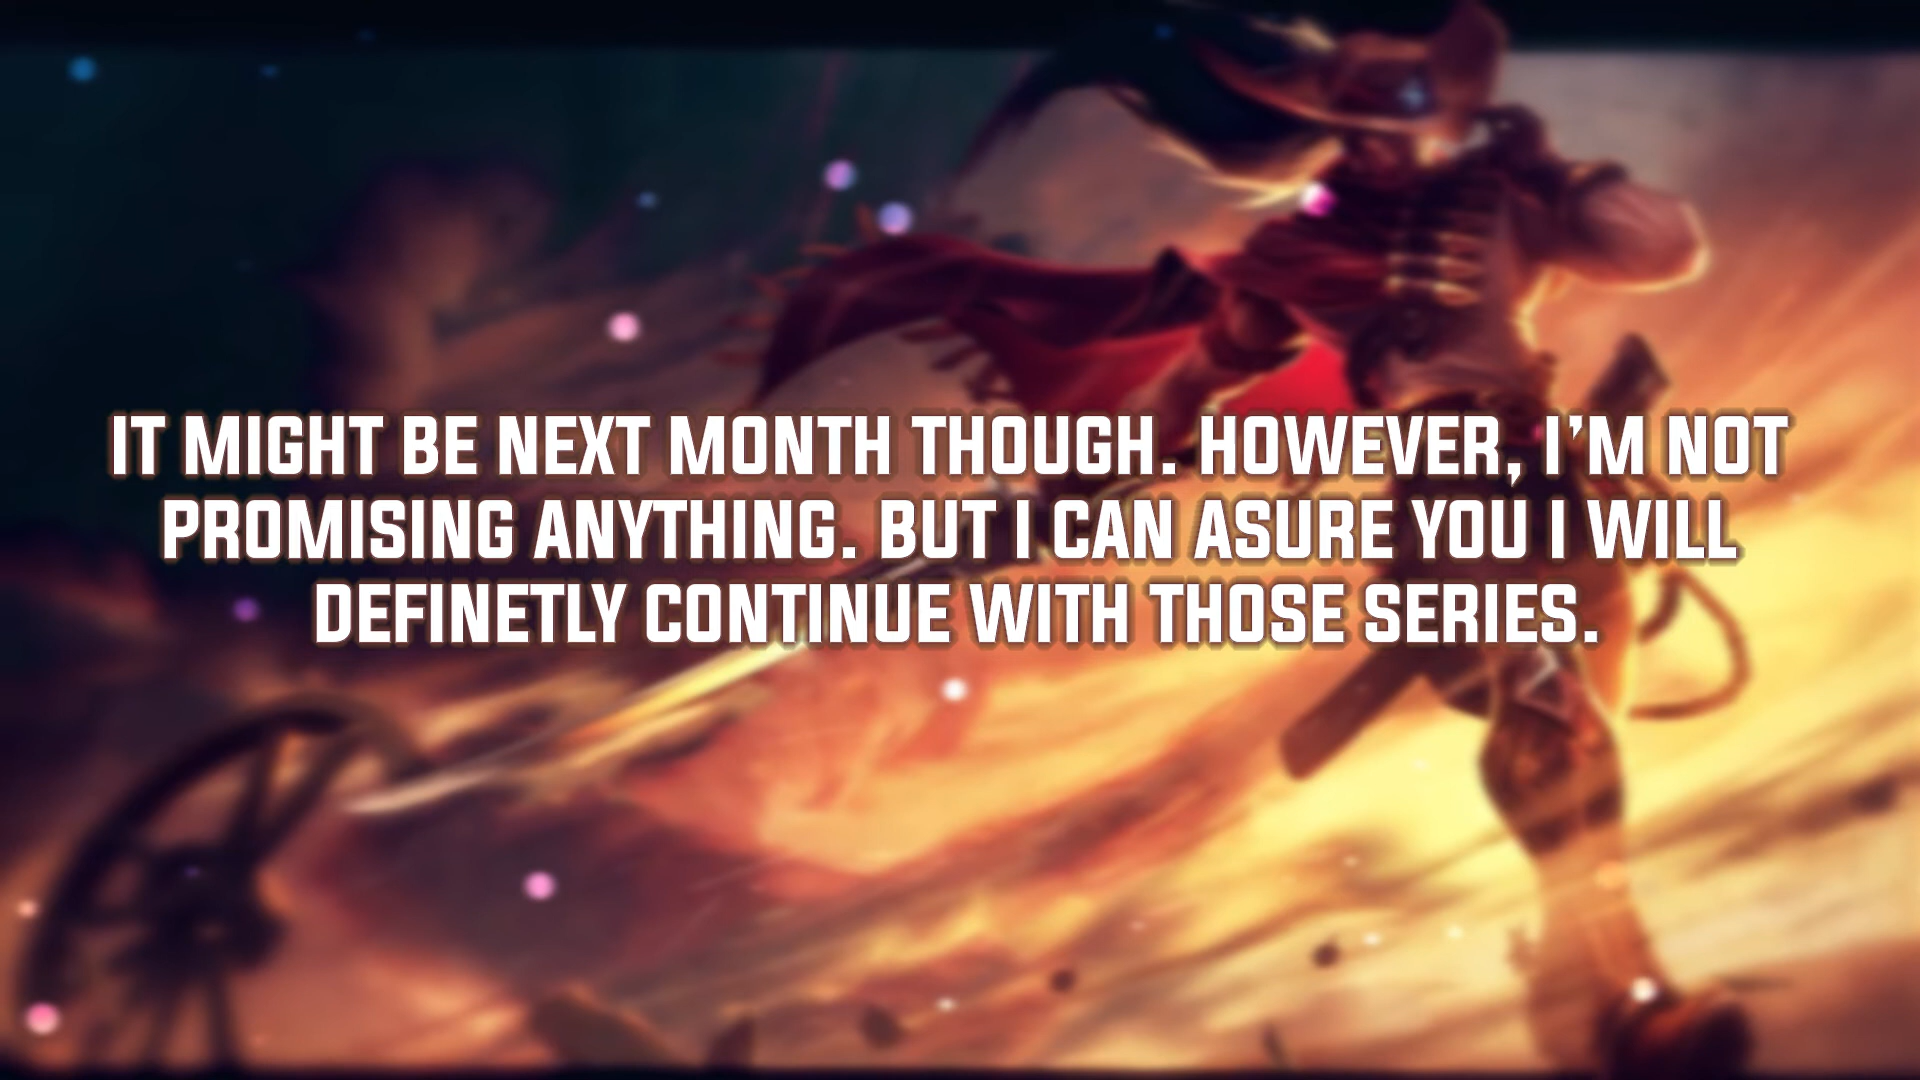 IT MIGHT BE NEXT MONTH THOUGH. HOWEVER, I'M NOT
PROMISING ANYTHING. BUT I CAN ASURE YOU I WILL
DEFINETLY CONTINUE WITH THOSE SERIES.